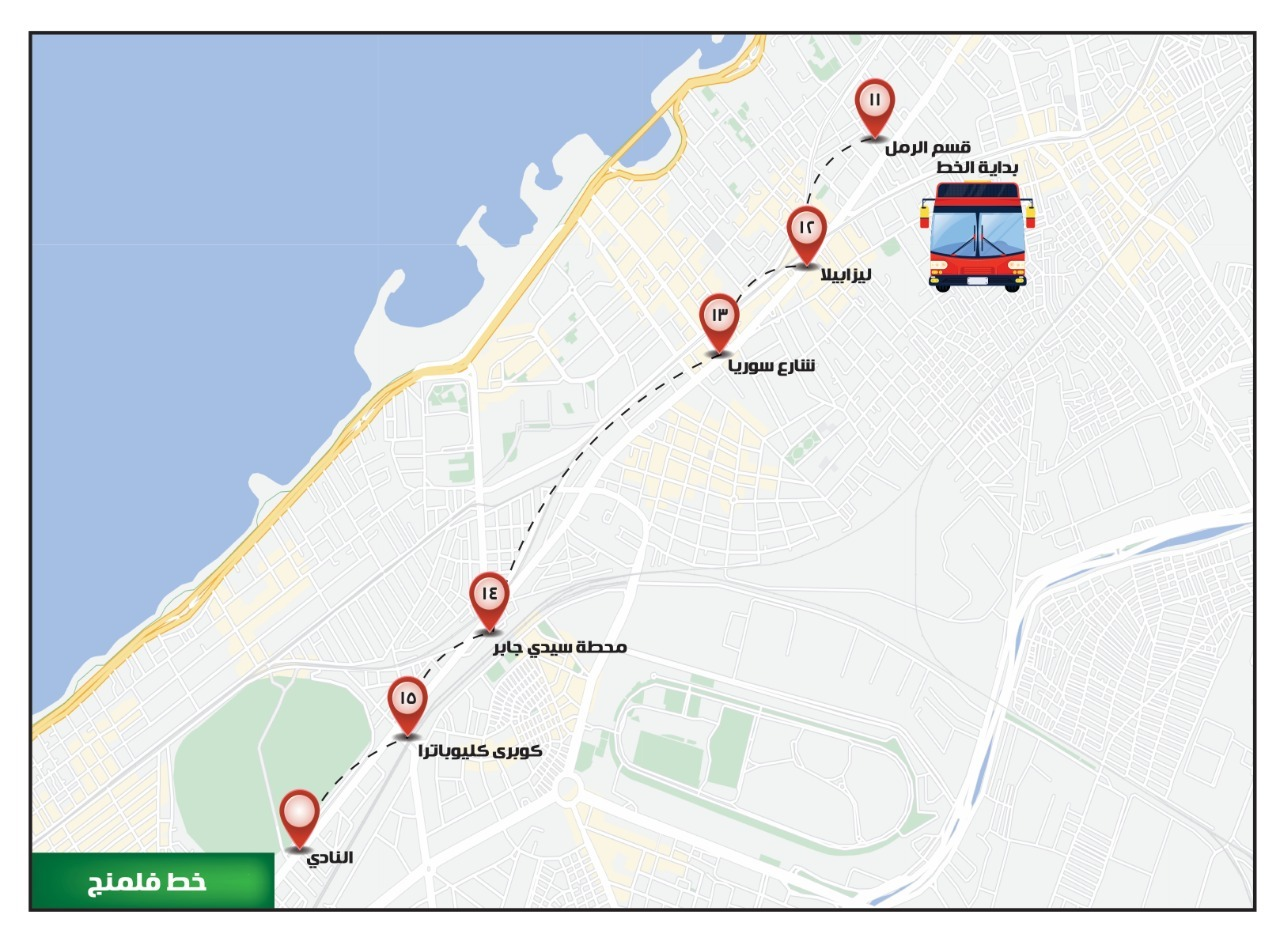 ١١
قسم الرمل
بداية الخط
١٢
ليزابيلا
١٣
شارع سوريا
١٤
محطة سيدي جابر
١٥
كوبرى كليوباترا
النادي
خط فلمنج